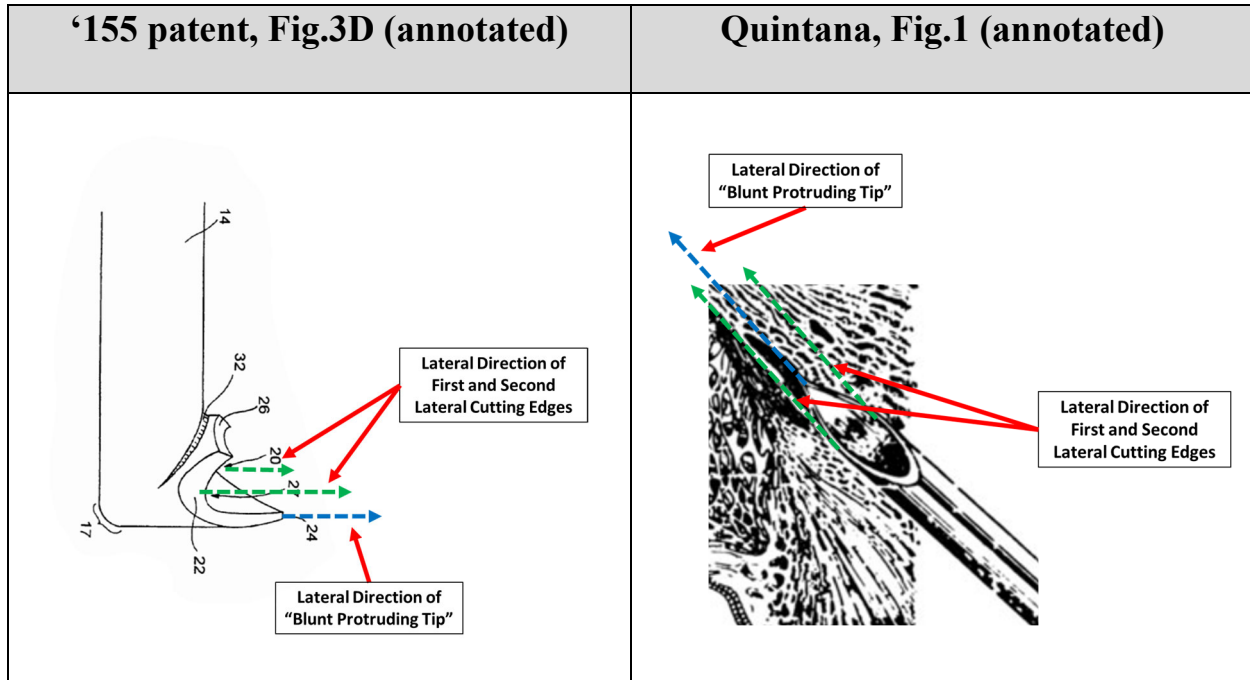 ‘155 patent, Fig.3D (annotated)
Quintana, Fig.1 (annotated)
14
32
26
Lateral Direction of
First and Second
Lateral Cutting Edges
20
24
17
22
Lateral Direction of
“Blunt Protruding Tip”
Lateral Direction of
“Blunt Protruding Tip”
Lateral Direction of
First and Second
Lateral Cutting Edges